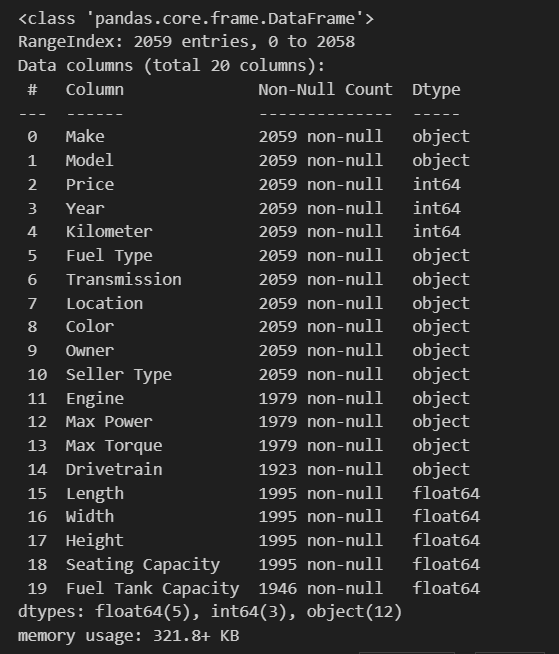 <class 'pandas.core.frame.DataFrame'>
RangeIndex: 2059 entries, 0 to 2058
Data columns (total 20 columns):
 #   Column              Non-Null Count  Dtype
---  ------              --------------  -----
 0   Make                2059 non-null   object
 1   Model               2059 non-null   object
 2   Price               2059 non-null   int64
 3   Year                2059 non-null   int64
 4   Kilometer           2059 non-null   int64
 5   Fuel Type           2059 non-null   object
 6   Transmission        2059 non-null   object
 7   Location            2059 non-null   object
 8   Color               2059 non-null   object
 9   Owner               2059 non-null   object
 10  Seller Type         2059 non-null   object
 11  Engine              1979 non-null   object
 12  Max Power           1979 non-null   object
 13  Max Torque          1979 non-null   object
 14  Drivetrain          1923 non-null   object
 15  Length              1995 non-null   float64
 16  Width               1995 non-null   float64
 17  Height              1995 non-null   float64
 18  Seating Capacity    1995 non-null   float64
 19  Fuel Tank Capacity  1946 non-null   float64
dtypes: float64(5), int64(3), object(12)
memory usage: 321.8+ KB